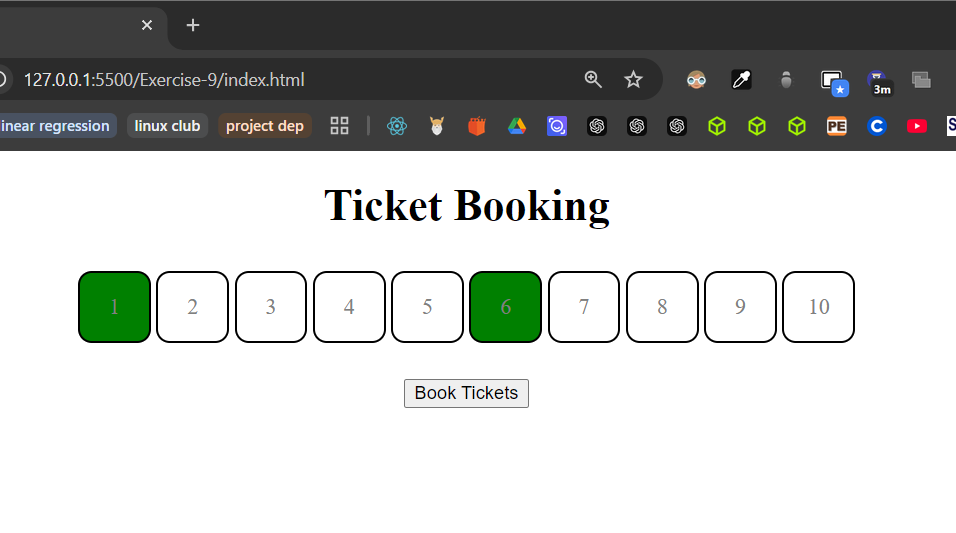 127.0.0.1:5500/Exercise-9/index.html
3m
inear regression linux club project dep PE C S
Ticket Booking
1 2 3 4 5 6 7 8 9 10
Book Tickets